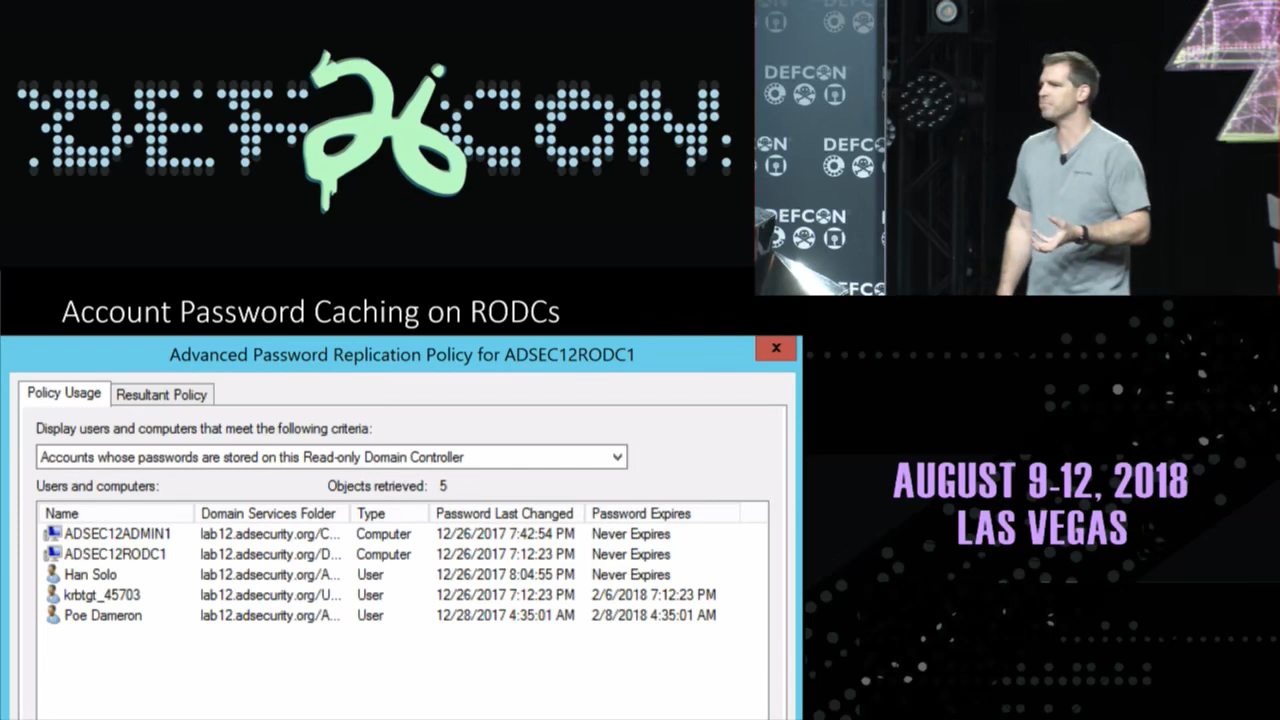 DEF 26 CON
DEFCON
ON DEFCON
DEFCON
EFCO
Account Password Caching on RODCs
Advanced Password Replication Policy for ADSEC12RODC1
x
Policy Usage Resultant Policy
Display users and computers that meet the following criteria:
Accounts whose passwords are stored on this Read-only Domain Controller
Users and computers: Objects retrieved: 5
Name Domain Services Folder Type Password Last Changed Password Expires
ADSEC12ADMIN1 lab12.adsecurity.org/C... Computer 12/26/2017 7:42:54 PM Never Expires
ADSEC12RODC1 lab12.adsecurity.org/D... Computer 12/26/2017 7:12:23 PM Never Expires
Han Solo lab12.adsecurity.org/A... User 12/26/2017 8:04:55 PM Never Expires
krbtgt_45703 lab12.adsecurity.org/U... User 12/26/2017 7:12:23 PM 2/6/2018 7:12:23 PM
Poe Dameron lab12.adsecurity.org/A... User 12/28/2017 4:35:01 AM 2/8/2018 4:35:01 AM
AUGUST 9-12, 2018
LAS VEGAS